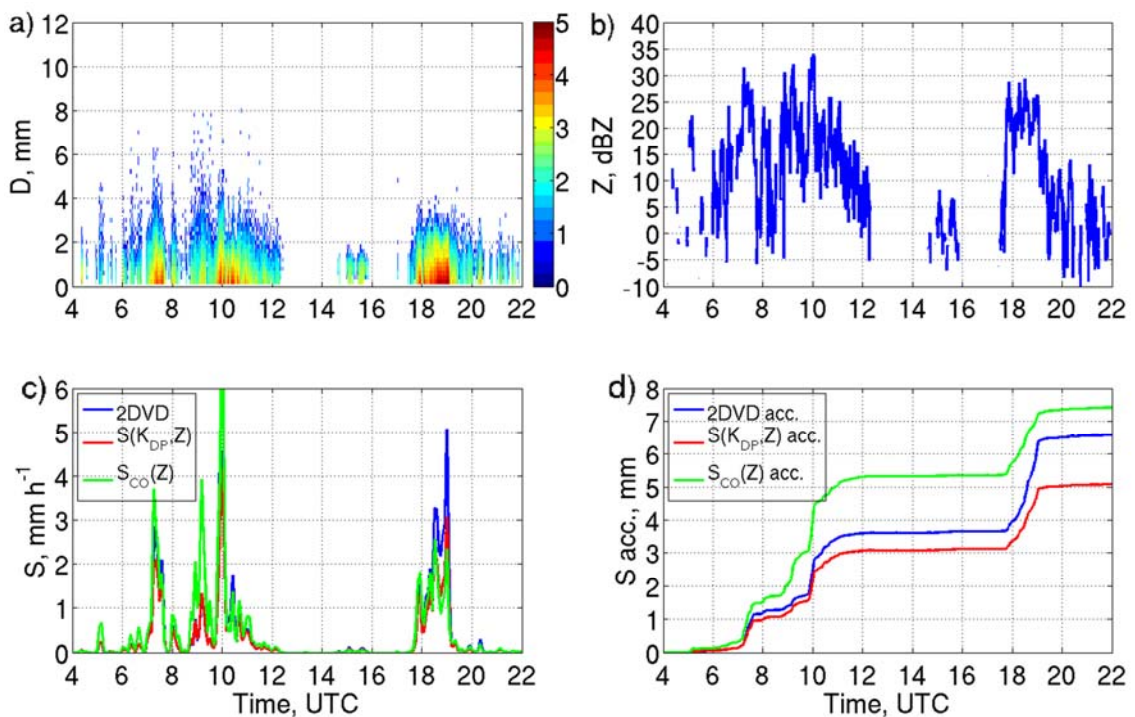 a)
D, mm
12
10
8
6
4
2
0
4 6 8 10 12 14 16 18 20 22
5
4
3
2
1
0
b)
Z, dBZ
40
35
30
25
20
15
10
5
0
-5
-10
4 6 8 10 12 14 16 18 20 22
c)
S, mm h-1
6
5
4
3
2
1
0
2DVD
S(KDP,Z)
SCO(Z)
4 6 8 10 12 14 16 18 20 22
Time, UTC
d)
S acc., mm
8
7
6
5
4
3
2
1
0
2DVD acc.
S(KDP,Z) acc.
SCO(Z) acc.
4 6 8 10 12 14 16 18 20 22
Time, UTC